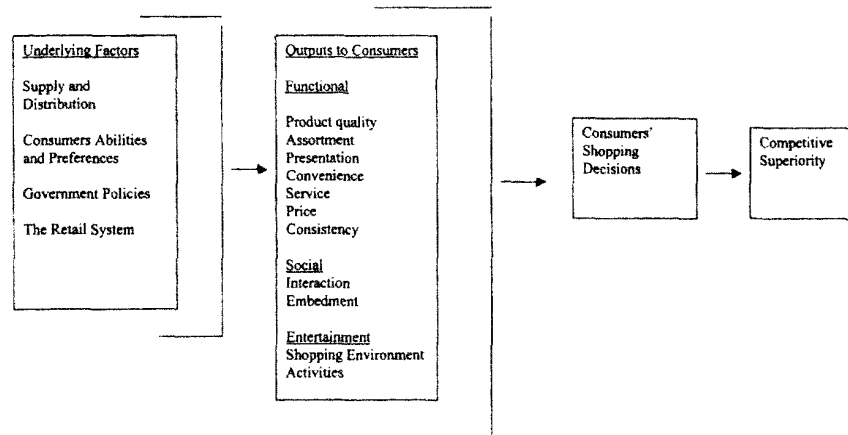 Underlying Factors
Supply and
Distribution
Consumers Abilities
and Preferences
Government Policies
The Retail System
Outputs to Consumers
Functional
Product quality
Assortment
Presentation
Convenience
Service
Price
Consistency
Social
Interaction
Embedment
Entertainment
Shopping Environment
Activities
Consumers'
Shopping
Decisions
Competitive
Superiority